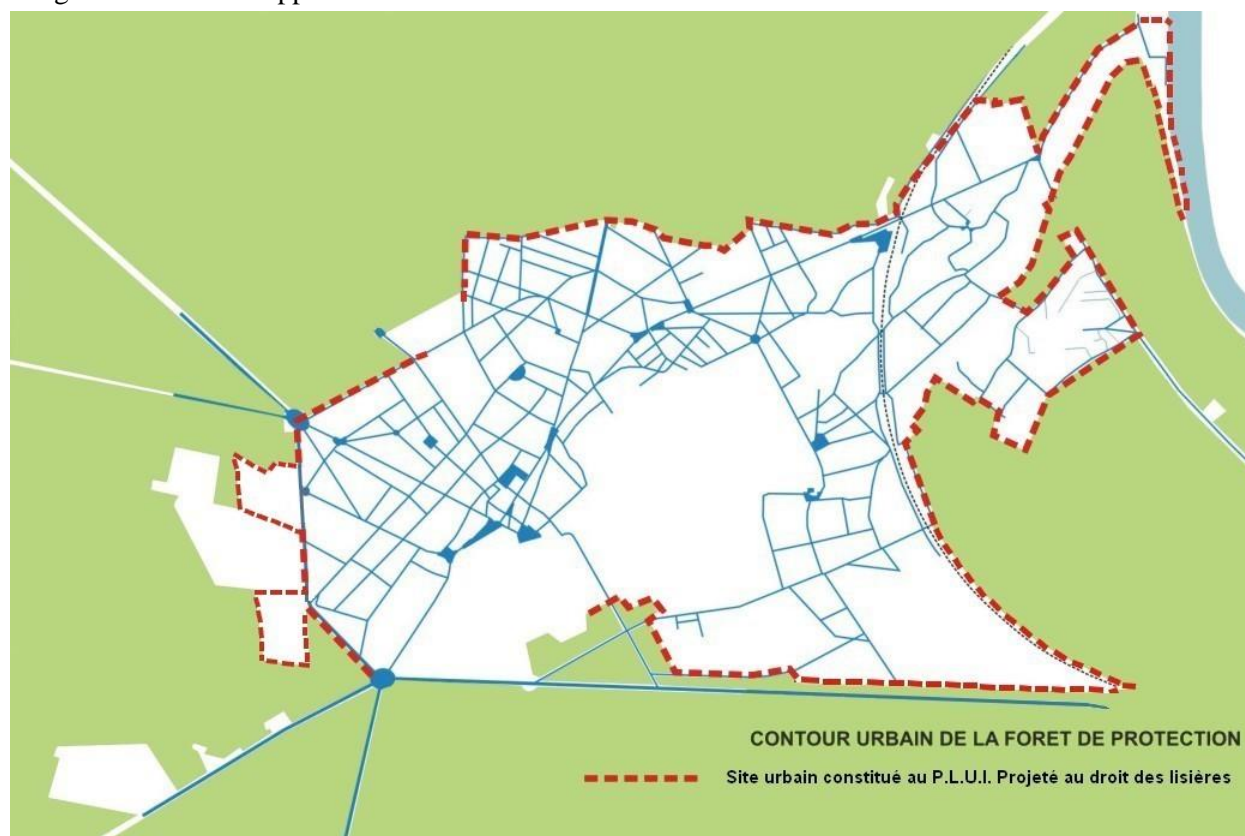 CONTOUR URBAIN DE LA FORET DE PROTECTION
Site urbain constitué au P.L.U.I. Projeté au droit des lisières